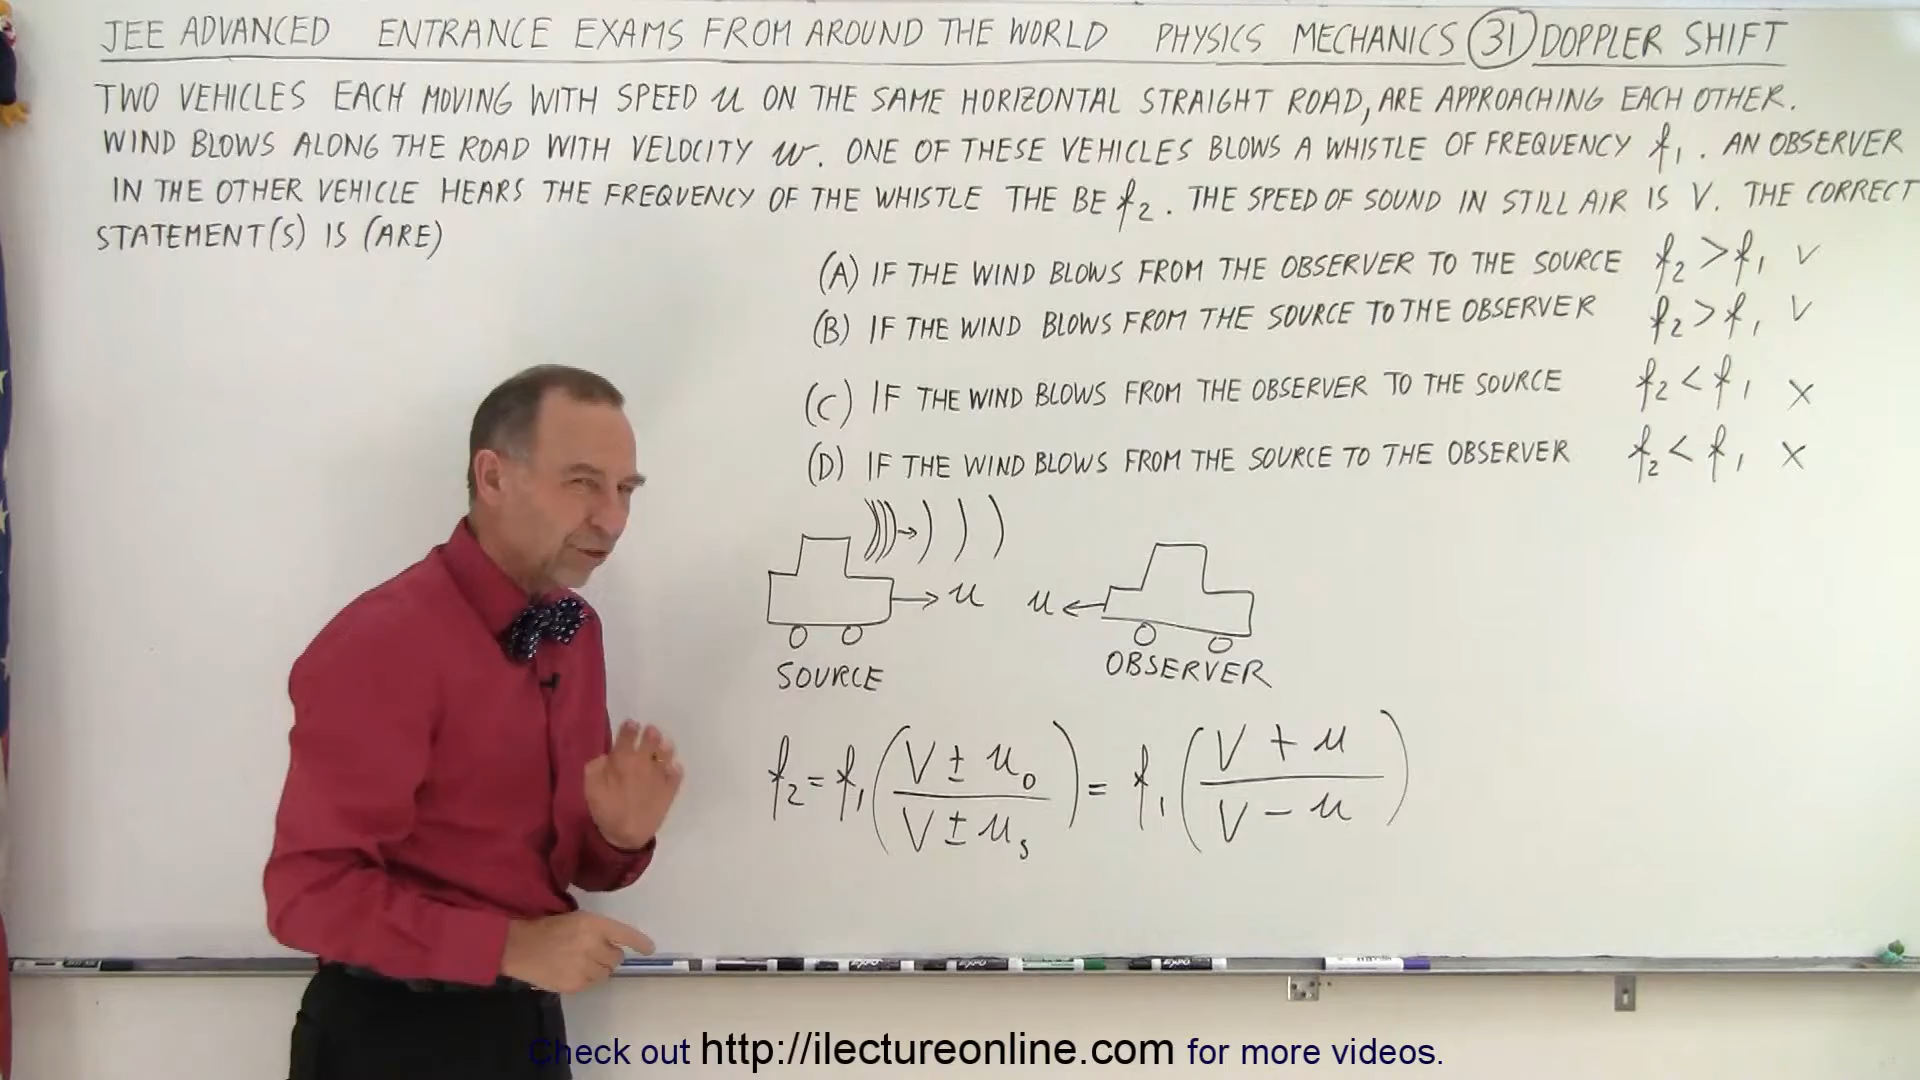 JEE ADVANCED ENTRANCE EXAMS FROM AROUND THE WORLD PHYSICS MECHANICS 31 DOPPLER SHIFT
TWO VEHICLES EACH MOVING WITH SPEED u ON THE SAME HORIZONTAL STRAIGHT ROAD, ARE APPROACHING EACH OTHER.
WIND BLOWS ALONG THE ROAD WITH VELOCITY w. ONE OF THESE VEHICLES BLOWS A WHISTLE OF FREQUENCY f₁. AN OBSERVER
IN THE OTHER VEHICLE HEARS THE FREQUENCY OF THE WHISTLE THE BE f₂. THE SPEED OF SOUND IN STILL AIR IS V. THE CORRECT
STATEMENT(S) IS (ARE)
(A) IF THE WIND BLOWS FROM THE OBSERVER TO THE SOURCE f₂ > f₁ V
(B) IF THE WIND BLOWS FROM THE SOURCE TO THE OBSERVER f₂ > f₁ V
(C) IF THE WIND BLOWS FROM THE OBSERVER TO THE SOURCE f₂ < f₁ X
(D) IF THE WIND BLOWS FROM THE SOURCE TO THE OBSERVER f₂ < f₁ X
u u
SOURCE OBSERVER
f₂ = f₁ (V ± u₀ / V ± uₛ) = f₁ (V + u / V - u)
Check out http://ilectureonline.com for more videos.